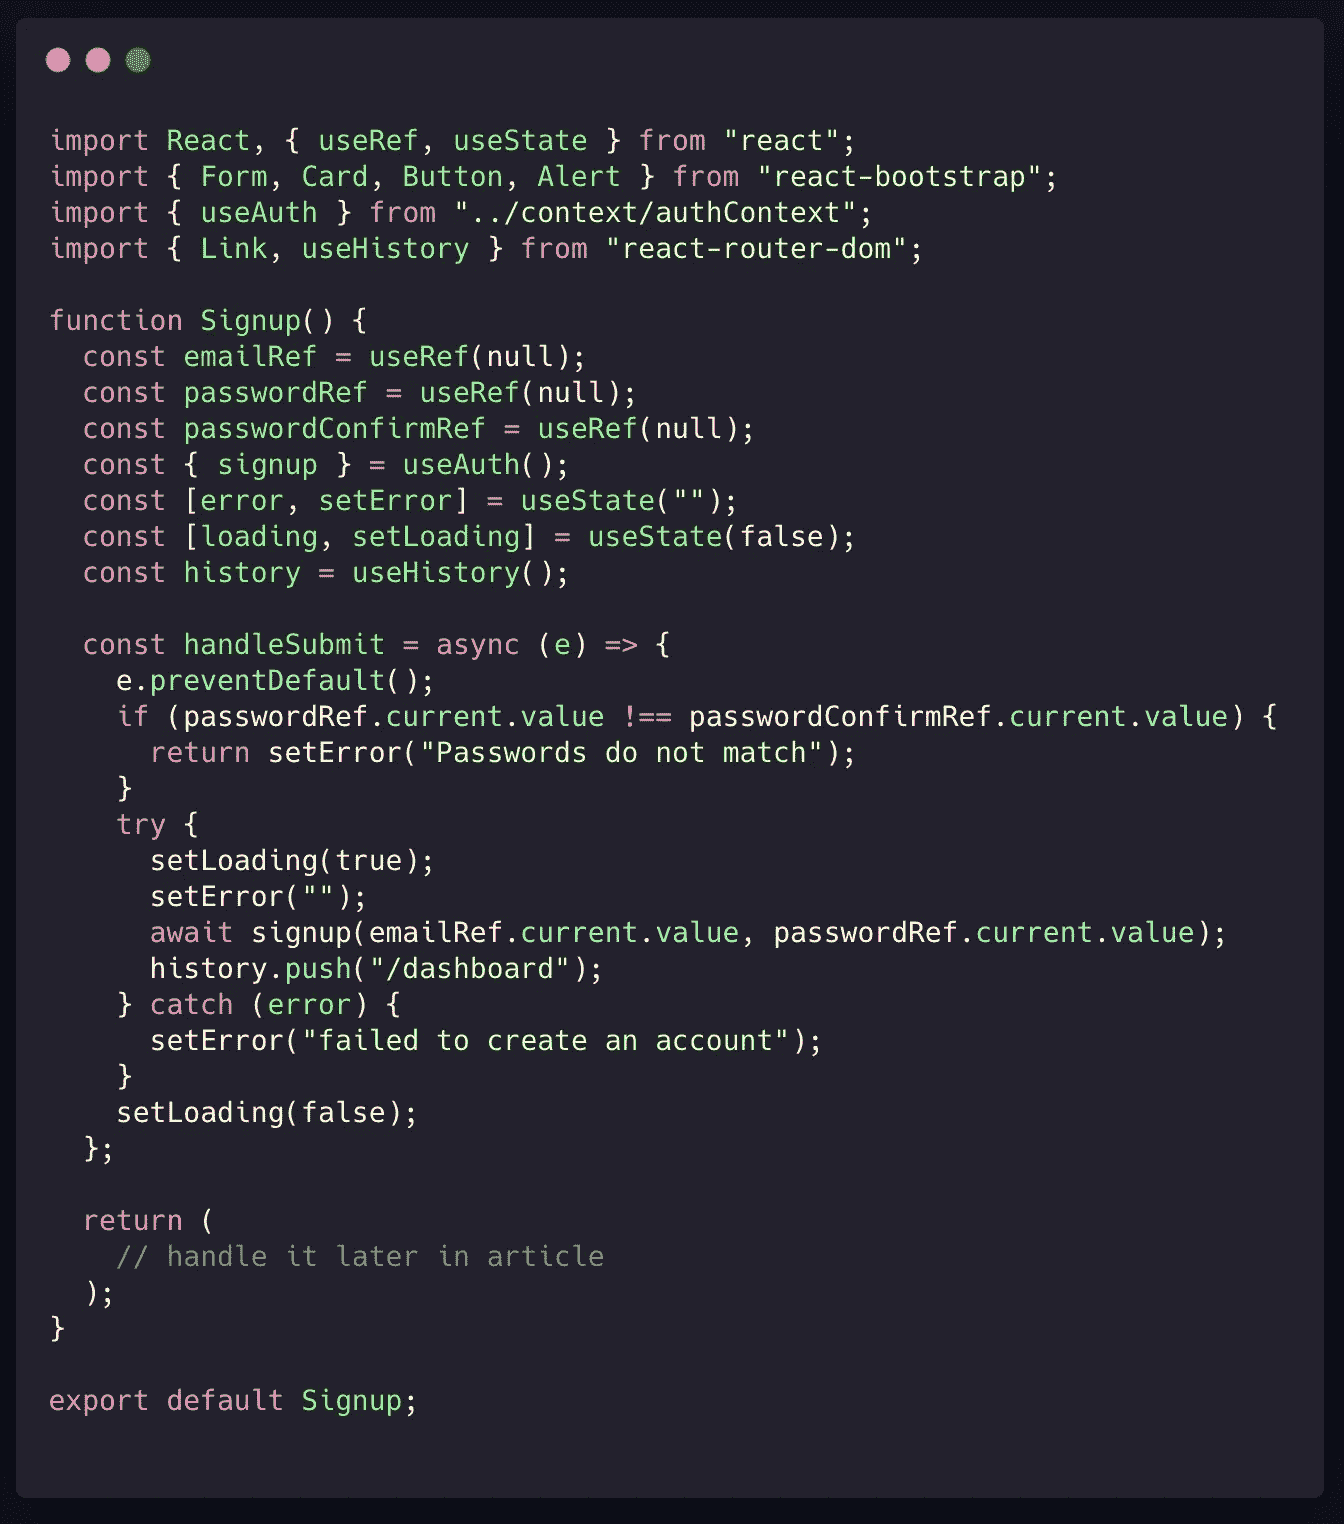 import React, { useRef, useState } from "react";
import { Form, Card, Button, Alert } from "react-bootstrap";
import { useAuth } from "../context/authContext";
import { Link, useHistory } from "react-router-dom";

function Signup() {
  const emailRef = useRef(null);
  const passwordRef = useRef(null);
  const passwordConfirmRef = useRef(null);
  const { signup } = useAuth();
  const [error, setError] = useState("");
  const [loading, setLoading] = useState(false);
  const history = useHistory();

  const handleSubmit = async (e) => {
    e.preventDefault();
    if (passwordRef.current.value !== passwordConfirmRef.current.value) {
      return setError("Passwords do not match");
    }
    try {
      setLoading(true);
      setError("");
      await signup(emailRef.current.value, passwordRef.current.value);
      history.push("/dashboard");
    } catch (error) {
      setError("failed to create an account");
    }
    setLoading(false);
  };

  return (
    // handle it later in article
  );
}

export default Signup;